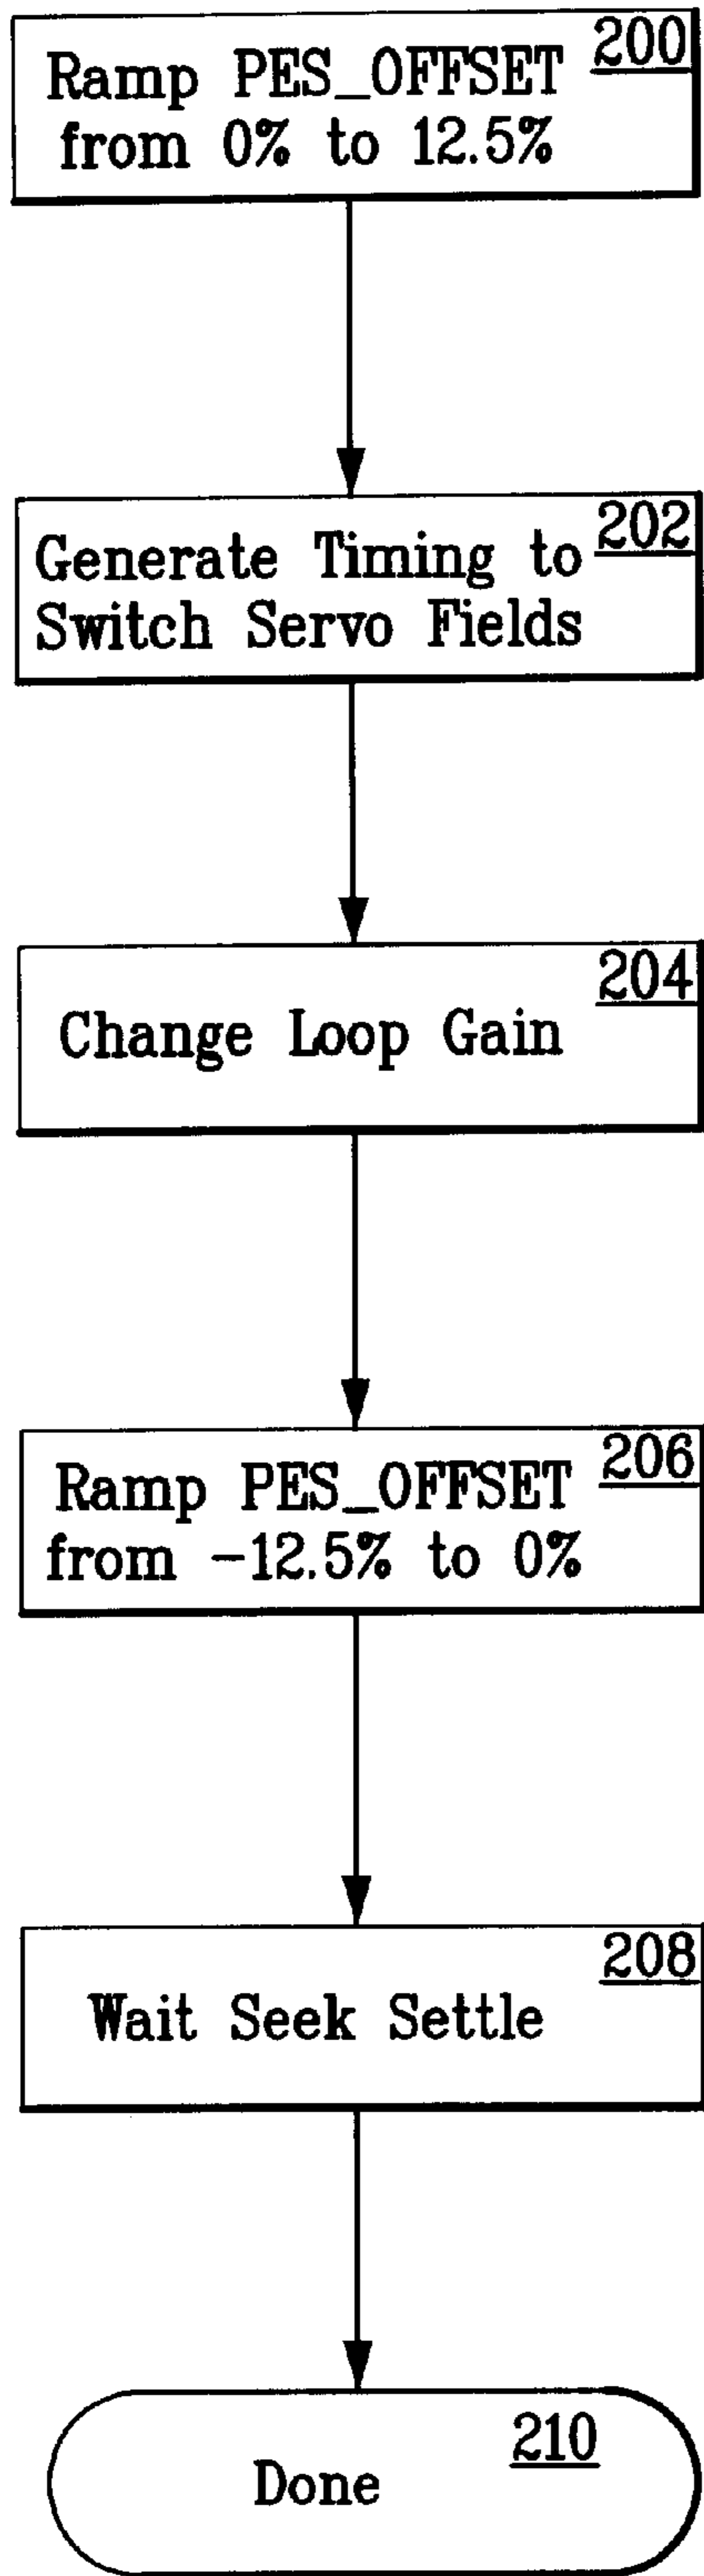 200
Ramp PES_OFFSET
from 0% to 12.5%
202
Generate Timing to
Switch Servo Fields
204
Change Loop Gain
206
Ramp PES_OFFSET
from -12.5% to 0%
208
Wait Seek Settle
210
Done